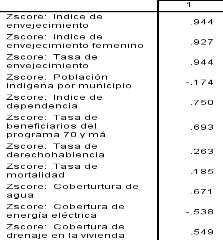 1
Zscore: Indice de
envejecimiento
.944
Zscore: Indice de
envejecimiento femenino
.927
Zscore: Tasa de
envejecimiento
.944
Zscore: Población
indigena por municipio
-.174
Zscore: Indice de
dependencia
.750
Zscore: Tasa de
beneficiarios del
programa 70 y má
.693
Zscore: Tasa de
derechohabiencia
.263
Zscore: Tasa de
mortalidad
.185
Zscore: Coberturtura de
agua
.671
Zscore: Cobertura de
energía eléctrica
-.538
Zscore: Cobertura de
drenaje en la vivienda
.549